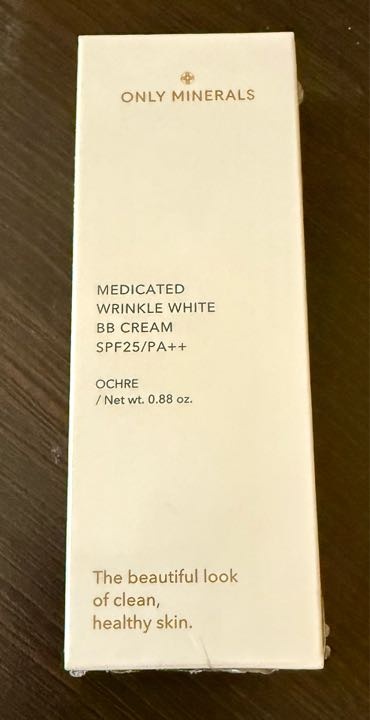 ONLY MINERALS
MEDICATED
WRINKLE WHITE
BB CREAM
SPF25/PA++
OCHRE
/ Net wt. 0.88 oz.
The beautiful look
of clean,
healthy skin.